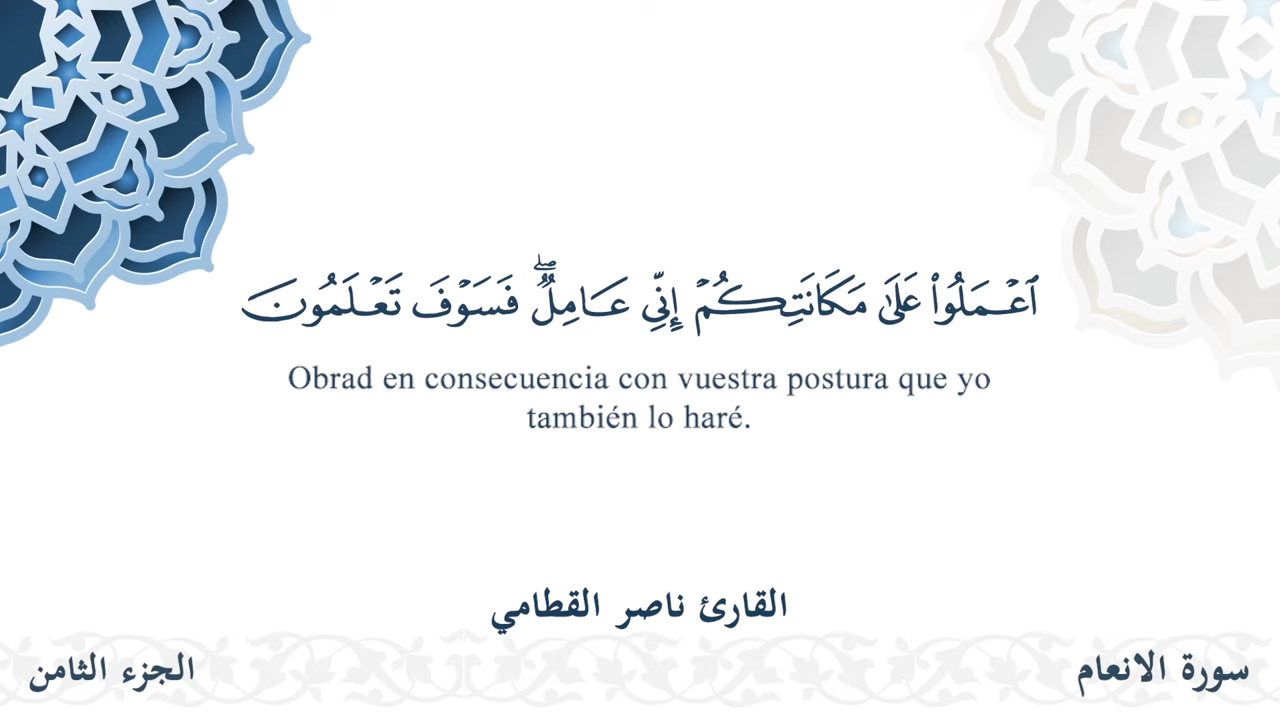 ٱعۡمَلُواْ عَلَىٰ مَكَانَتِكُمۡ إِنِّي عَامِلٞۖ فَسَوۡفَ تَعۡلَمُونَ
Obrad en consecuencia con vuestra postura que yo
también lo haré.
القارئ ناصر القطامي
سورة الانعام
الجزء الثامن